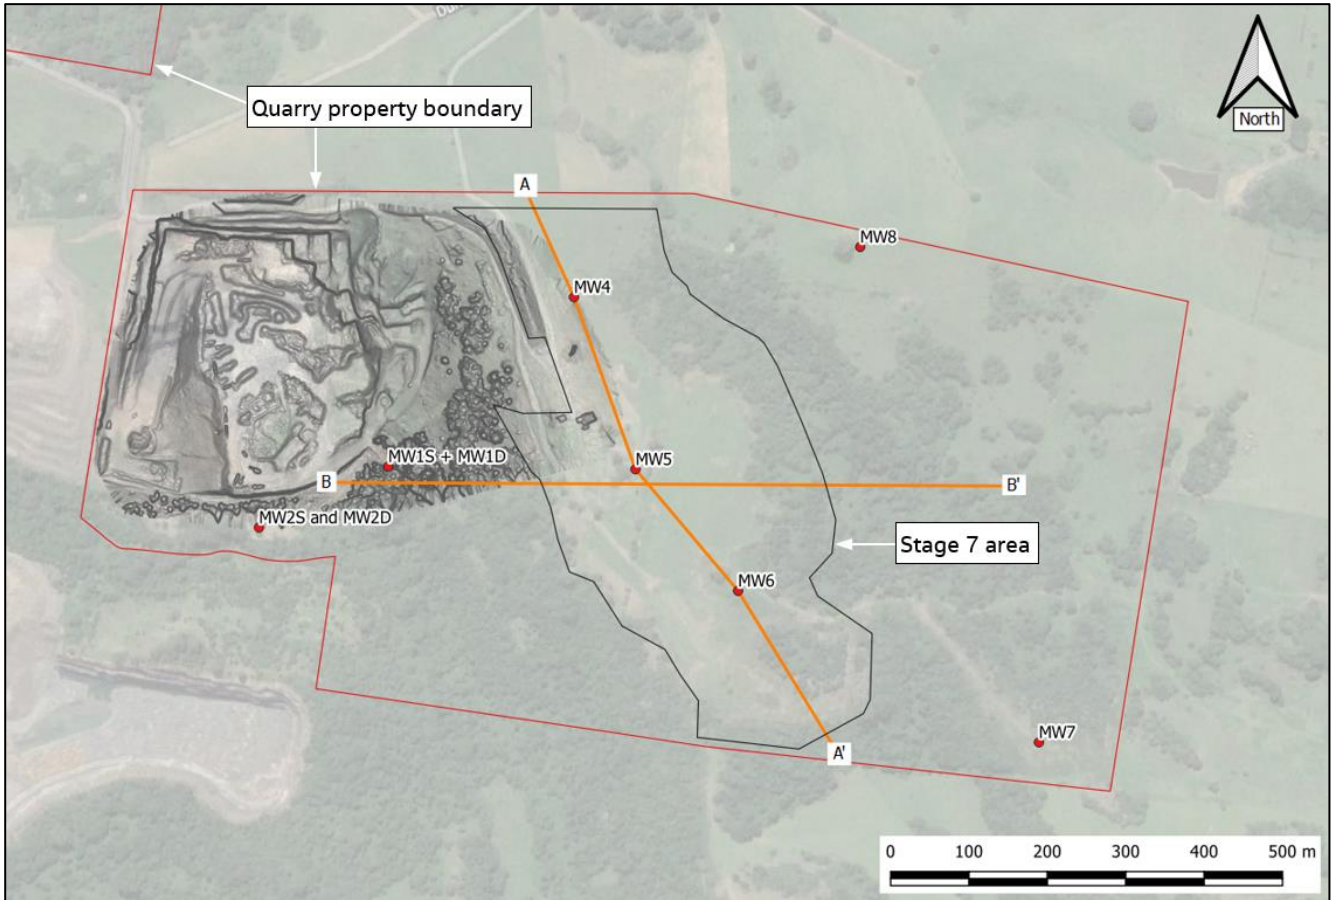 Quarry property boundary
North
A
MW8
MW4
MW5
MW1S + MW1D
B
B'
MW2S and MW2D
Stage 7 area
MW6
MW7
A'
0 100 200 300 400 500 m